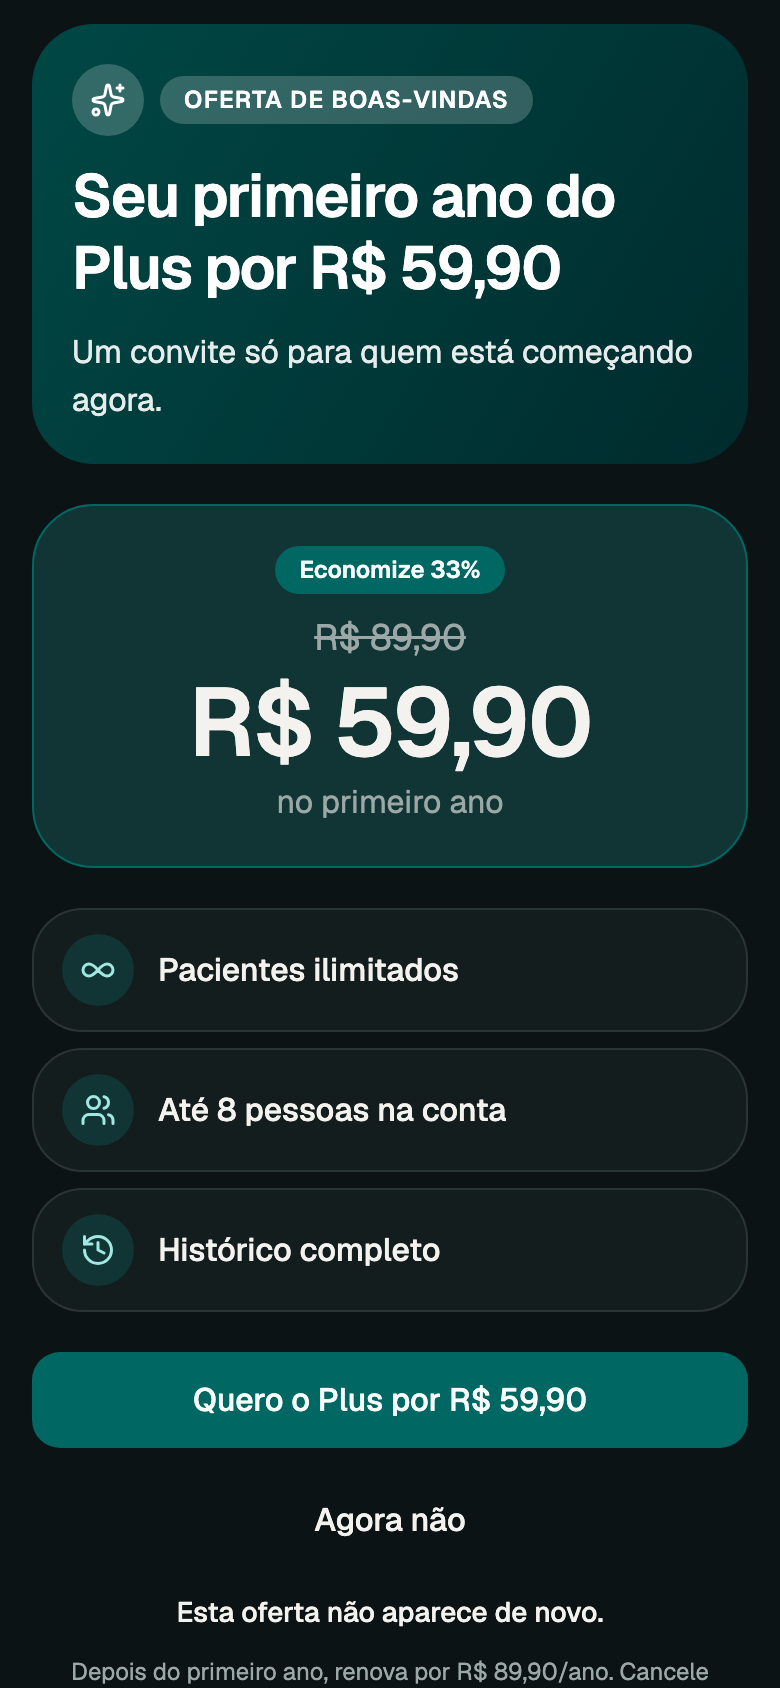 OFERTA DE BOAS-VINDAS
Seu primeiro ano do
Plus por R$ 59,90
Um convite só para quem está começando
agora.
Economize 33%
R$ 89,90
R$ 59,90
no primeiro ano
Pacientes ilimitados
Até 8 pessoas na conta
Histórico completo
Quero o Plus por R$ 59,90
Agora não
Esta oferta não aparece de novo.
Depois do primeiro ano, renova por R$ 89,90/ano. Cancele